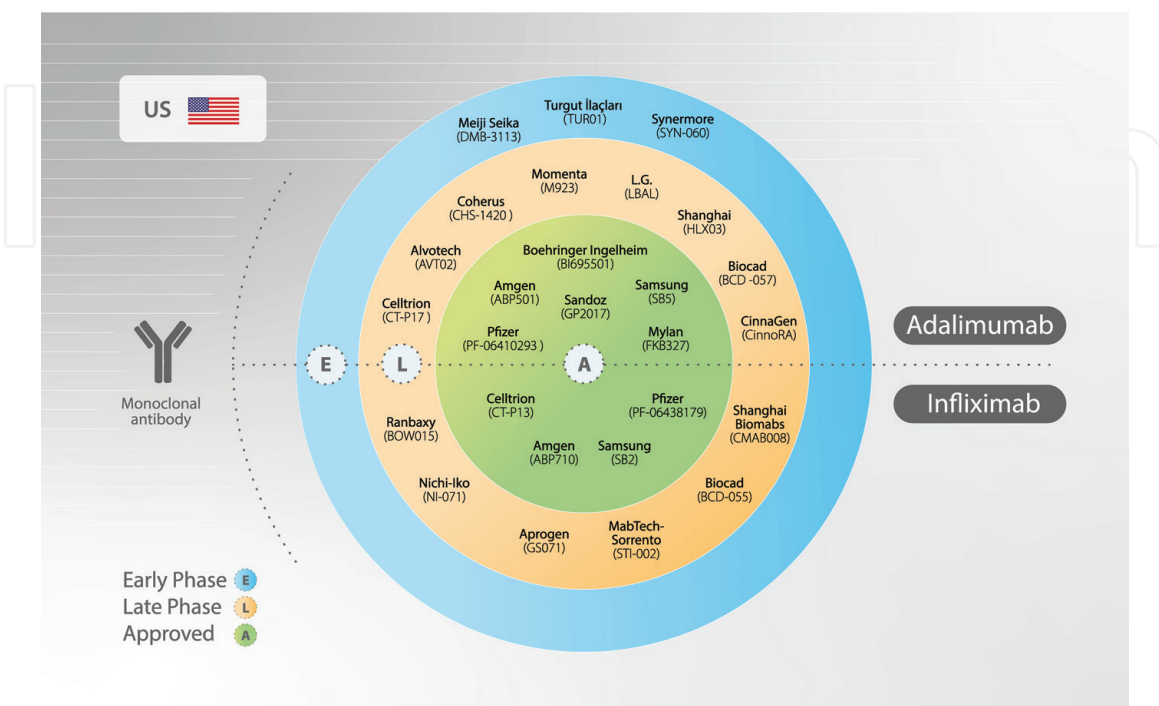 US
Turgut İlaçları
(TUR01)
Meiji Seika
(DMB-3113)
Synermore
(SYN-060)
Momenta
(M923)
L.G.
(LBAL)
Coherus
(CHS-1420 )
Shanghai
(HLX03)
Alvotech
(AVT02)
Boehringer Ingelheim
(BI695501)
Biocad
(BCD -057)
Amgen
(ABP501)
Sandoz
(GP2017)
Samsung
(SB5)
Celltrion
(CT-P17 )
Pfizer
(PF-06410293 )
Mylan
(FKB327)
CinnaGen
(CinnoRA)
Adalimumab
E
L
A
Monoclonal
antibody
Infliximab
Celltrion
(CT-P13)
Pfizer
(PF-06438179)
Ranbaxy
(BOW015)
Shanghai
Biomabs
(CMAB008)
Amgen
(ABP710)
Samsung
(SB2)
Nichi-Iko
(NI-071)
Biocad
(BCD-055)
Aprogen
(GS071)
MabTech-
Sorrento
(STI-002)
Early Phase E
Late Phase L
Approved A